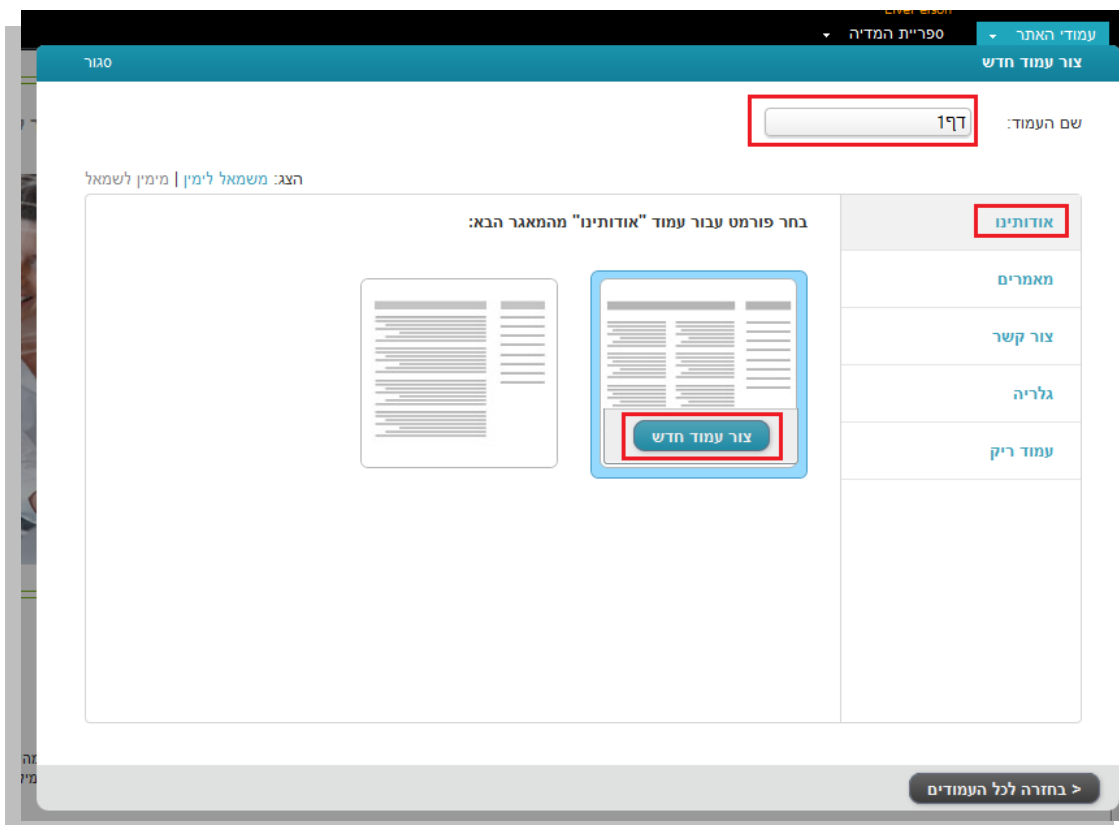 עמודי האתר
ספריית המדיה
צור עמוד חדש
סגור
שם העמוד:
דף1
הצג: משמאל לימין | מימין לשמאל
אודותינו
מאמרים
צור קשר
גלריה
עמוד ריק
בחר פורמט עבור עמוד "אודותינו" מהמאגר הבא:
צור עמוד חדש
< בחזרה לכל העמודים